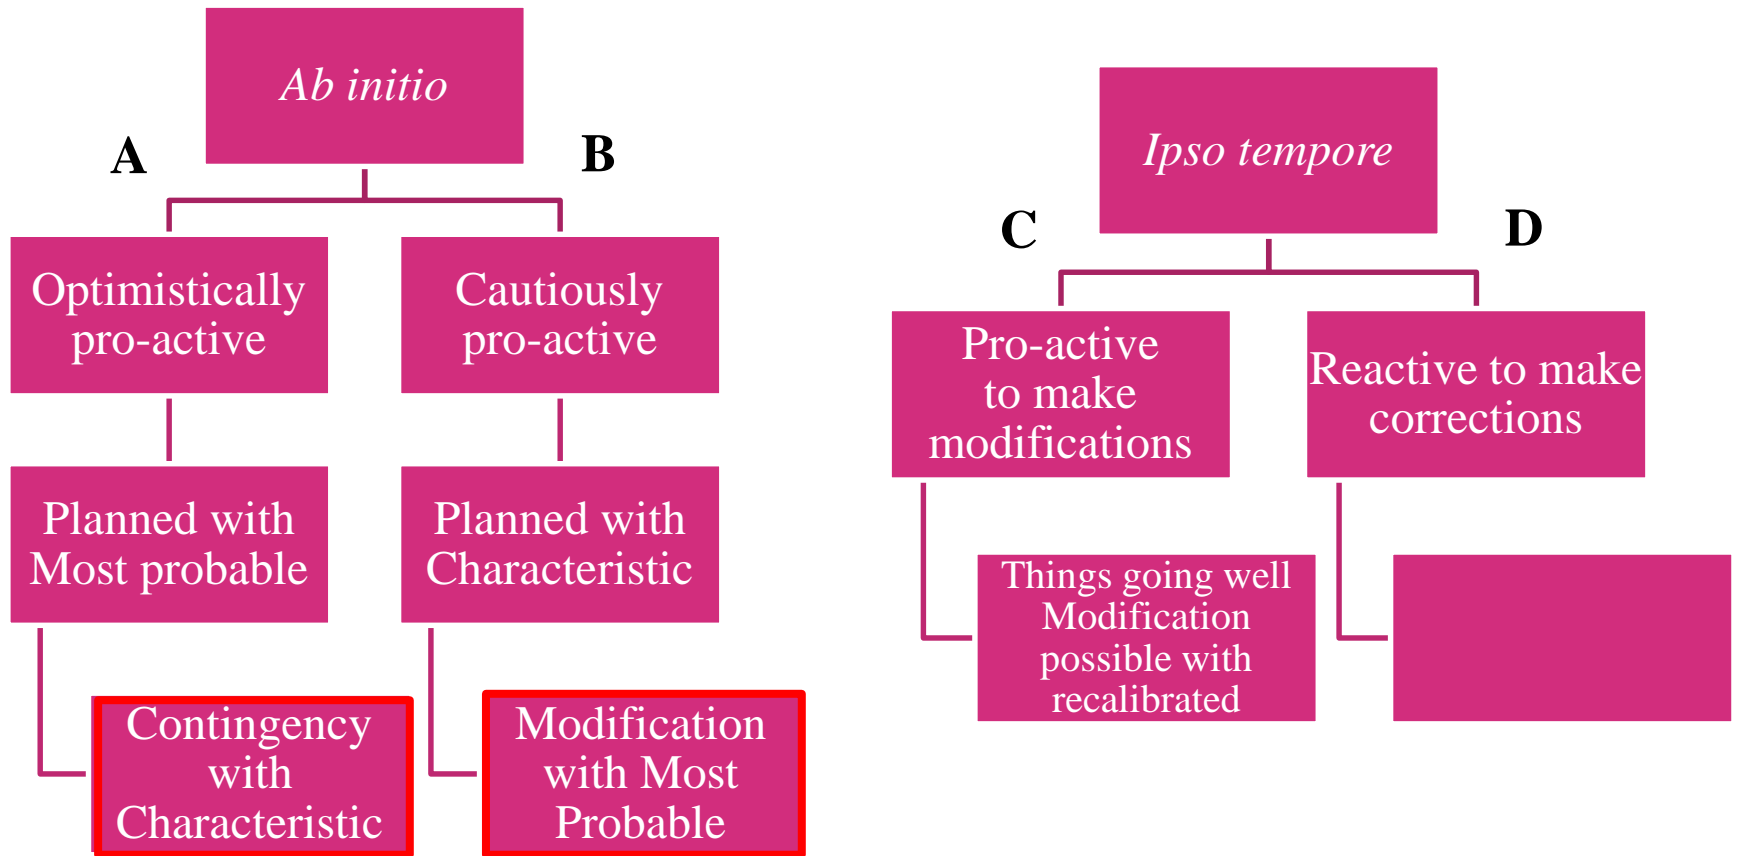 Ab initio
A
B
Optimistically
pro-active
Cautiously
pro-active
Planned with
Most probable
Planned with
Characteristic
Contingency
with
Characteristic
Modification
with Most
Probable
Ipso tempore
C
D
Pro-active
to make
modifications
Reactive to make
corrections
Things going well
Modification
possible with
recalibrated